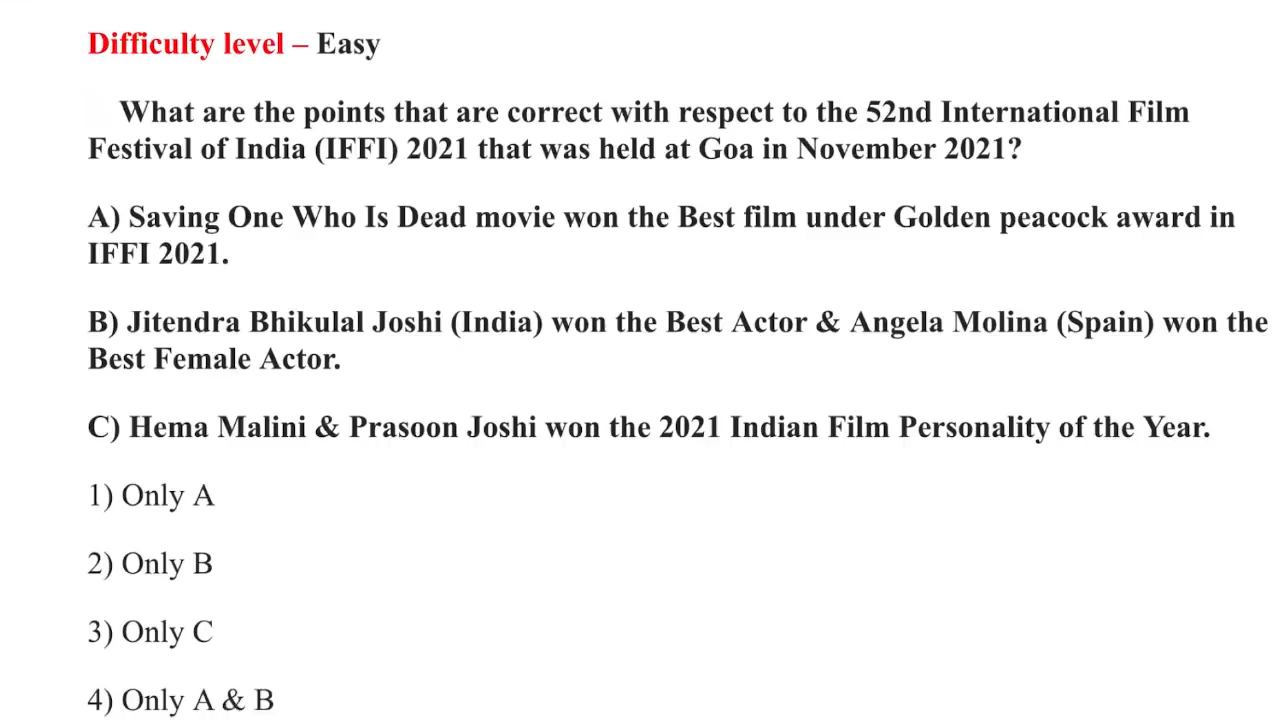 Difficulty level – Easy
What are the points that are correct with respect to the 52nd International Film
Festival of India (IFFI) 2021 that was held at Goa in November 2021?
A) Saving One Who Is Dead movie won the Best film under Golden peacock award in
IFFI 2021.
B) Jitendra Bhikulal Joshi (India) won the Best Actor & Angela Molina (Spain) won the
Best Female Actor.
C) Hema Malini & Prasoon Joshi won the 2021 Indian Film Personality of the Year.
1) Only A
2) Only B
3) Only C
4) Only A & B